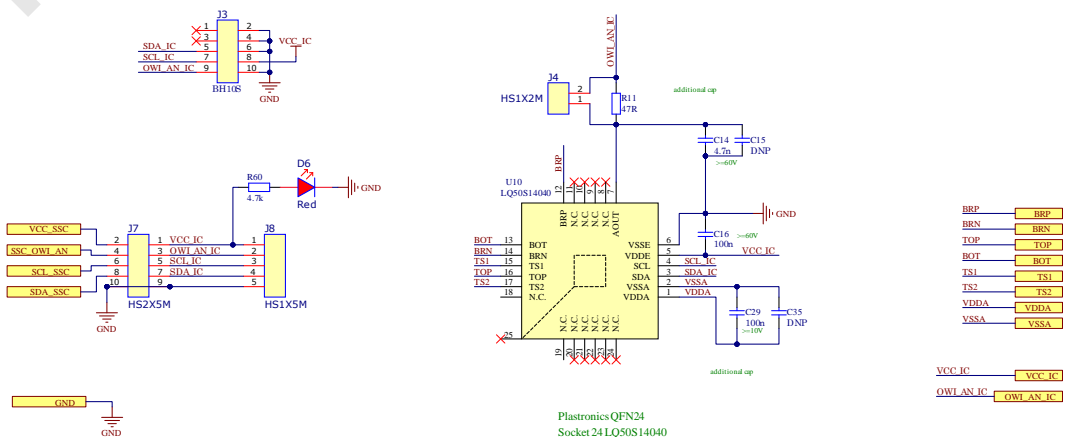 J3
1 2
3 4
SDA_IC 5 6
SCL_IC 7 8 VCC_IC
OWI_AN_IC 9 10
BH10S
GND
OWI_AN_IC
J4
HS1X2M
2
1
R11
47R
additional cap
C14
4.7n
>=60V
C15
DNP
GND
C16
100n
>=60V
VCC_IC
R60
4.7k
D6
Red
GND
VCC_SSC
SSC_OWI_AN
SCL_SSC
SDA_SSC
J7
2 1 VCC_IC
4 3 OWI_AN_IC
6 5 SCL_IC
8 7 SDA_IC
10 9
HS2X5M
GND
J8
1
2
3
4
5
HS1X5M
BRP
U10
LQ50S14040
12 11 10 9 8 7
BRP N.C. N.C. N.C. N.C. AOUT
BOT 13 BOT
BRN 14 BRN
TS1 15 TS1
TOP 16 TOP
TS2 17 TS2
18 N.C.
VSSE 6
VDDE 5
SCL 4 SCL_IC
SDA 3 SDA_IC
VSSA 2 VSSA
VDDA 1 VDDA
25
N.C. N.C. N.C. N.C. N.C. N.C.
19 20 21 22 23 24
C29
100n
>=10V
C35
DNP
additional cap
BRP BRP
BRN BRN
TOP TOP
BOT BOT
TS1 TS1
TS2 TS2
VDDA VDDA
VSSA VSSA
VCC_IC VCC_IC
OWI_AN_IC OWI_AN_IC
GND
GND
Plastronics QFN24
Socket 24 LQ50S14040